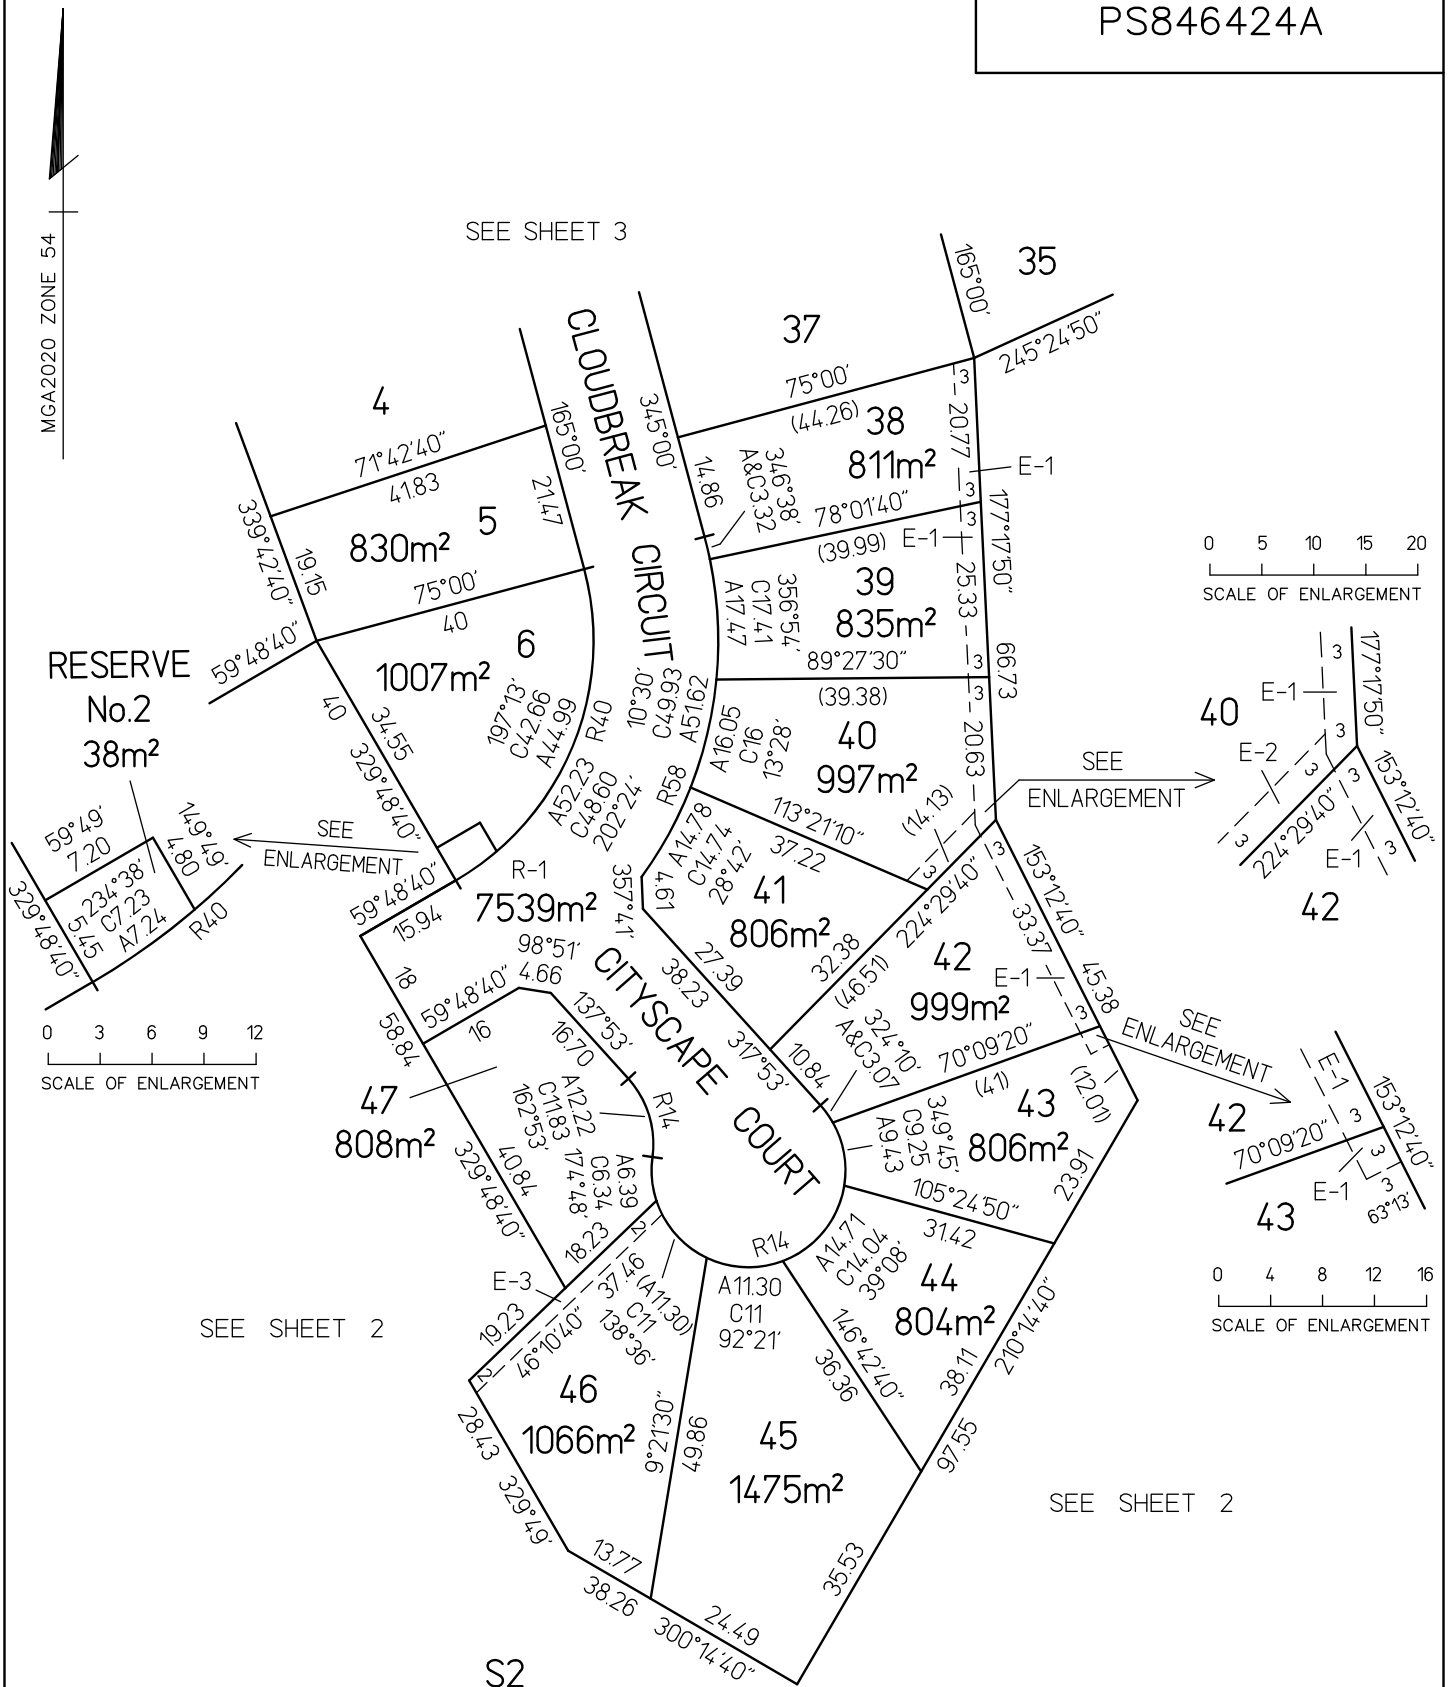 PS846424A
MGA2020 ZONE 54
SEE SHEET 3
CLOUDBREAK CIRCUIT
4
71°42'40"
41.83
165°00'
21.47
339°42'40"
19.15
5
830m²
75°00'
40
59°48'40"
6
1007m²
40
34.55
329°48'40"
197°13'
C42.66
A44.99
R40
A52.23
C48.60
202°24'
10°30'
C49.93
A51.62
R58
RESERVE
No.2
38m²
59°49'
7.20
149°49'
4.80
234°38'
C7.23
A7.24
5.45
329°48'40"
R40
0 3 6 9 12
SCALE OF ENLARGEMENT
SEE
ENLARGEMENT
35
165°00'
245°24'50"
37
345°00'
75°00'
(44.26)
38
811m²
14.86
346°38'
A&C3.32
3
20.77
3
E-1
78°01'40"
(39.99)
E-1
3
39
835m²
356°54'
C17.41
A17.47
25.33
3
177°17'50"
66.73
89°27'30"
(39.38)
3
40
997m²
A16.05
C16
13°28'
20.63
(14.13)
3
3
113°21'10"
37.22
SEE
ENLARGEMENT
0 5 10 15 20
SCALE OF ENLARGEMENT
40
E-1
3
177°17'50"
E-2
3
3
3
3
224°29'40"
E-1
153°12'40"
42
R-1
7539m²
59°48'40"
15.94
18
58.84
98°51'
4.66
59°48'40"
16
357°41'
4.61
A14.78
C14.74
28°42'
41
806m²
27.39
38.23
32.38
224°29'40"
(46.51)
CITYSCAPE COURT
317°53'
10.84
137°53'
16.70
42
999m²
E-1
153°12'40"
33.37
45.38
3
324°10'
A&C3.07
70°09'20"
(41)
SEE
ENLARGEMENT
(12.01)
43
806m²
349°45'
C9.25
A9.43
23.91
42
70°09'20"
E-1
3
153°12'40"
3
3
E-1
63°13'
43
0 4 8 12 16
SCALE OF ENLARGEMENT
47
808m²
A12.22
C11.83
162°53'
R14
A6.39
C6.34
174°48'
40.84
329°48'40"
18.23
105°24'50"
31.42
R14
A14.71
C14.04
39°08'
44
804m²
E-3
2
37.46
(A11.30)
C11
138°36'
A11.30
C11
92°21'
19.23
46°10'40"
2
146°42'40"
36.36
38.11
210°14'40"
97.55
46
1066m²
28.43
329°49'
9°21'30"
49.86
45
1475m²
35.53
13.77
38.26
24.49
300°14'40"
SEE SHEET 2
SEE SHEET 2
S2